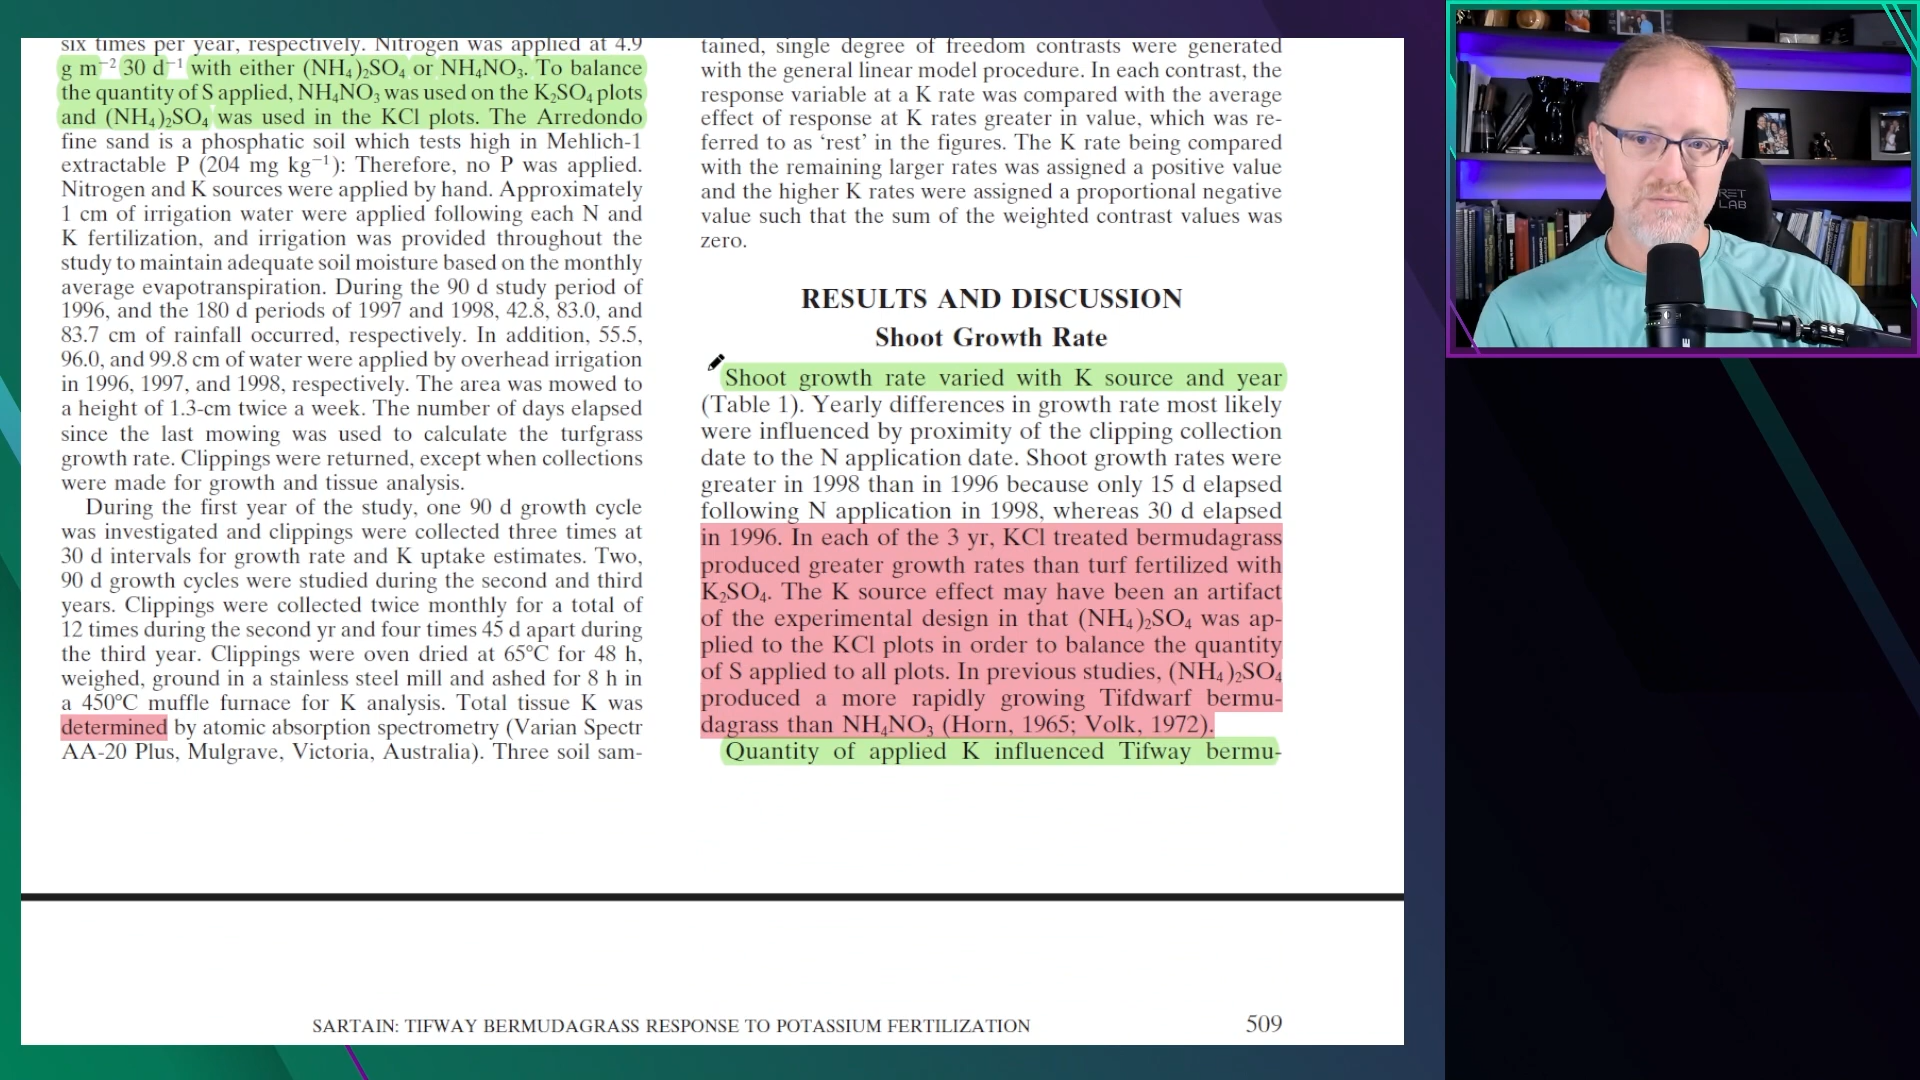 six times per year, respectively. Nitrogen was applied at 4.9
g m⁻² 30 d⁻¹ with either (NH₄)₂SO₄ or NH₄NO₃. To balance
the quantity of S applied, NH₄NO₃ was used on the K₂SO₄ plots
and (NH₄)₂SO₄ was used in the KCl plots. The Arredondo
fine sand is a phosphatic soil which tests high in Mehlich-1
extractable P (204 mg kg⁻¹): Therefore, no P was applied.
Nitrogen and K sources were applied by hand. Approximately
1 cm of irrigation water were applied following each N and
K fertilization, and irrigation was provided throughout the
study to maintain adequate soil moisture based on the monthly
average evapotranspiration. During the 90 d study period of
1996, and the 180 d periods of 1997 and 1998, 42.8, 83.0, and
83.7 cm of rainfall occurred, respectively. In addition, 55.5,
96.0, and 99.8 cm of water were applied by overhead irrigation
in 1996, 1997, and 1998, respectively. The area was mowed to
a height of 1.3-cm twice a week. The number of days elapsed
since the last mowing was used to calculate the turfgrass
growth rate. Clippings were returned, except when collections
were made for growth and tissue analysis.
During the first year of the study, one 90 d growth cycle
was investigated and clippings were collected three times at
30 d intervals for growth rate and K uptake estimates. Two,
90 d growth cycles were studied during the second and third
years. Clippings were collected twice monthly for a total of
12 times during the second yr and four times 45 d apart during
the third year. Clippings were oven dried at 65°C for 48 h,
weighed, ground in a stainless steel mill and ashed for 8 h in
a 450°C muffle furnace for K analysis. Total tissue K was
determined by atomic absorption spectrometry (Varian Spectr
AA-20 Plus, Mulgrave, Victoria, Australia). Three soil sam-
tained, single degree of freedom contrasts were generated
with the general linear model procedure. In each contrast, the
response variable at a K rate was compared with the average
effect of response at K rates greater in value, which was re-
ferred to as ‘rest’ in the figures. The K rate being compared
with the remaining larger rates was assigned a positive value
and the higher K rates were assigned a proportional negative
value such that the sum of the weighted contrast values was
zero.
RESULTS AND DISCUSSION
Shoot Growth Rate
Shoot growth rate varied with K source and year
(Table 1). Yearly differences in growth rate most likely
were influenced by proximity of the clipping collection
date to the N application date. Shoot growth rates were
greater in 1998 than in 1996 because only 15 d elapsed
following N application in 1998, whereas 30 d elapsed
in 1996. In each of the 3 yr, KCl treated bermudagrass
produced greater growth rates than turf fertilized with
K₂SO₄. The K source effect may have been an artifact
of the experimental design in that (NH₄)₂SO₄ was ap-
plied to the KCl plots in order to balance the quantity
of S applied to all plots. In previous studies, (NH₄)₂SO₄
produced a more rapidly growing Tifdwarf bermu-
dagrass than NH₄NO₃ (Horn, 1965; Volk, 1972).
Quantity of applied K influenced Tifway bermu-
SARTAIN: TIFWAY BERMUDAGRASS RESPONSE TO POTASSIUM FERTILIZATION 509
LAB